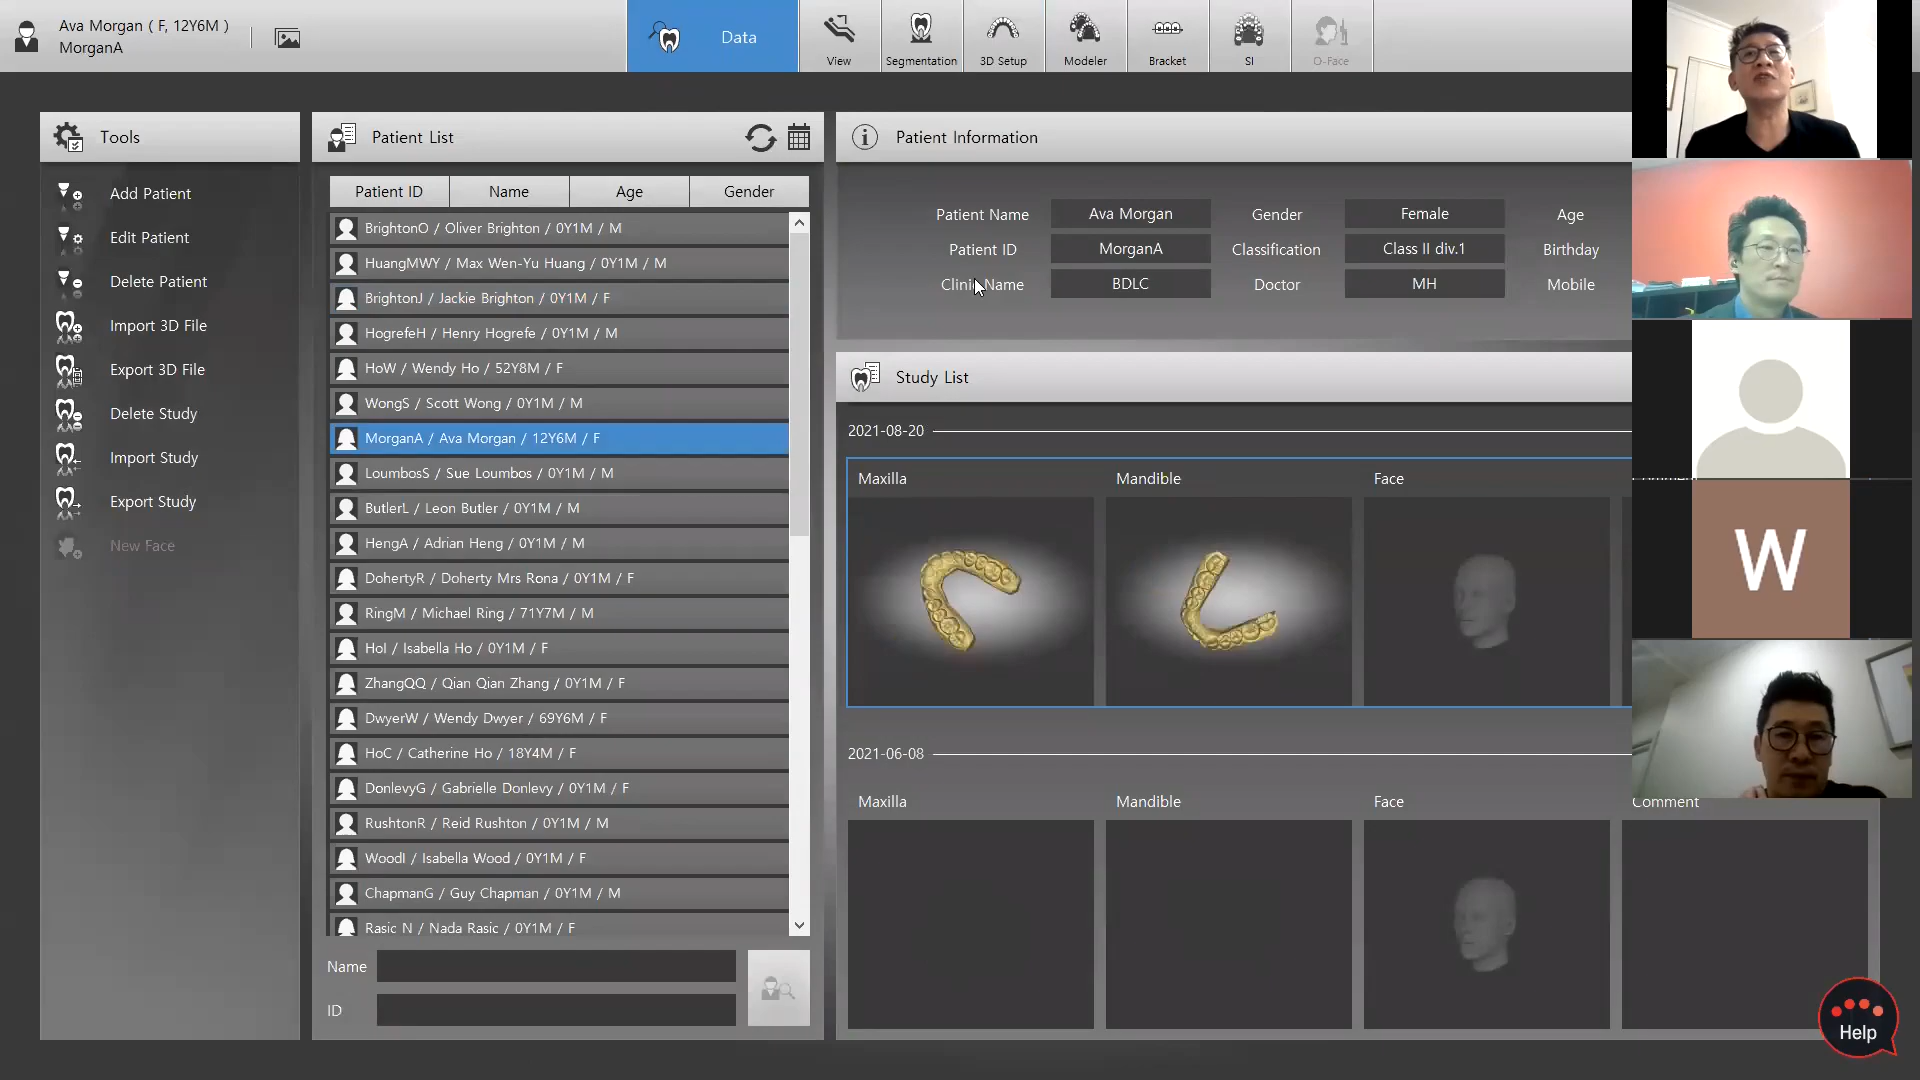 Ava Morgan ( F, 12Y6M )
MorganA
Data
View
Segmentation
3D Setup
Modeler
Bracket
SI
O-Face
Tools
Add Patient
Edit Patient
Delete Patient
Import 3D File
Export 3D File
Delete Study
Import Study
Export Study
New Face
Patient List
Patient ID
Name
Age
Gender
BrightonO / Oliver Brighton / 0Y1M / M
HuangMWY / Max Wen-Yu Huang / 0Y1M / M
BrightonJ / Jackie Brighton / 0Y1M / F
HogrefeH / Henry Hogrefe / 0Y1M / M
HoW / Wendy Ho / 52Y8M / F
WongS / Scott Wong / 0Y1M / M
MorganA / Ava Morgan / 12Y6M / F
LoumbosS / Sue Loumbos / 0Y1M / M
ButlerL / Leon Butler / 0Y1M / M
HengA / Adrian Heng / 0Y1M / M
DohertyR / Doherty Mrs Rona / 0Y1M / F
RingM / Michael Ring / 71Y7M / M
HoI / Isabella Ho / 0Y1M / F
ZhangQQ / Qian Qian Zhang / 0Y1M / F
DwyerW / Wendy Dwyer / 69Y6M / F
HoC / Catherine Ho / 18Y4M / F
DonlevyG / Gabrielle Donlevy / 0Y1M / F
RushtonR / Reid Rushton / 0Y1M / M
WoodI / Isabella Wood / 0Y1M / F
ChapmanG / Guy Chapman / 0Y1M / M
Rasic N / Nada Rasic / 0Y1M / F
Name
ID
Patient Information
Patient Name Ava Morgan Gender Female Age
Patient ID MorganA Classification Class II div.1 Birthday
Clinic Name BDLC Doctor MH Mobile
Study List
2021-08-20
Maxilla Mandible Face
2021-06-08
Maxilla Mandible Face Comment
W
Help